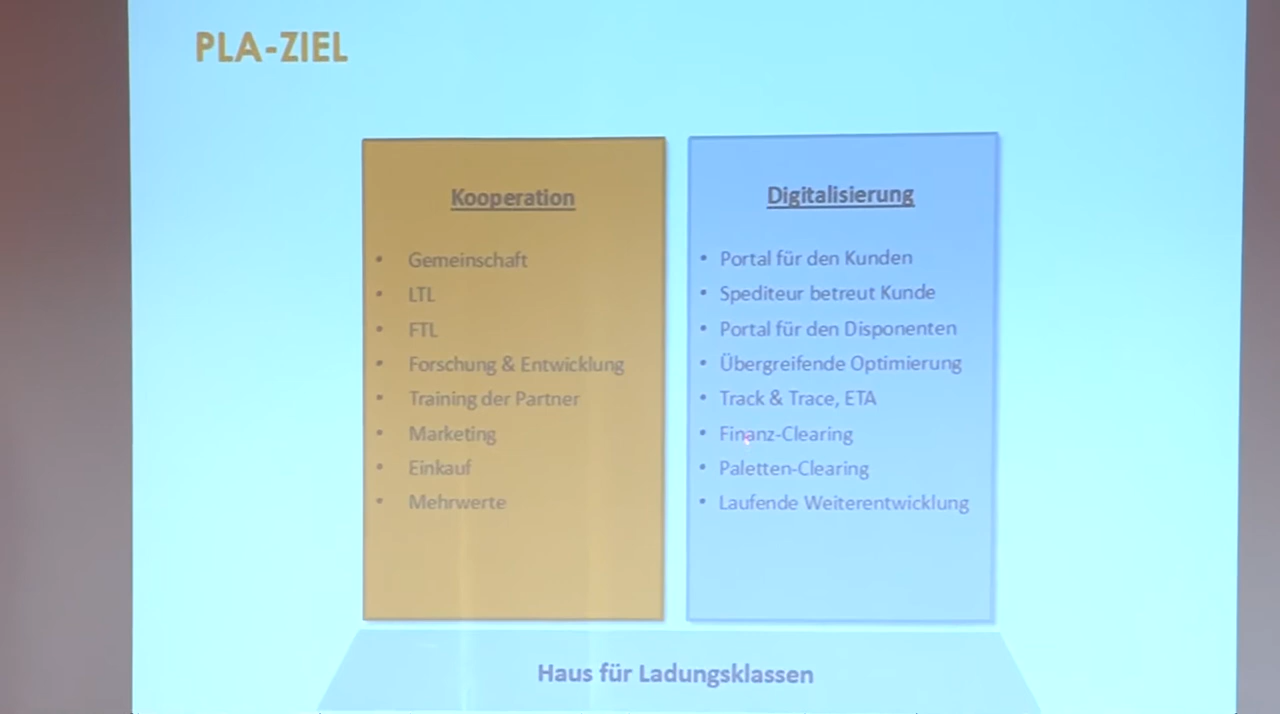 PLA-ZIEL
Kooperation
• Gemeinschaft
• LTL
• FTL
• Forschung & Entwicklung
• Training der Partner
• Marketing
• Einkauf
• Mehrwerte
Digitalisierung
• Portal für den Kunden
• Spediteur betreut Kunde
• Portal für den Disponenten
• Übergreifende Optimierung
• Track & Trace, ETA
• Finanz-Clearing
• Paletten-Clearing
• Laufende Weiterentwicklung
Haus für Ladungsklassen